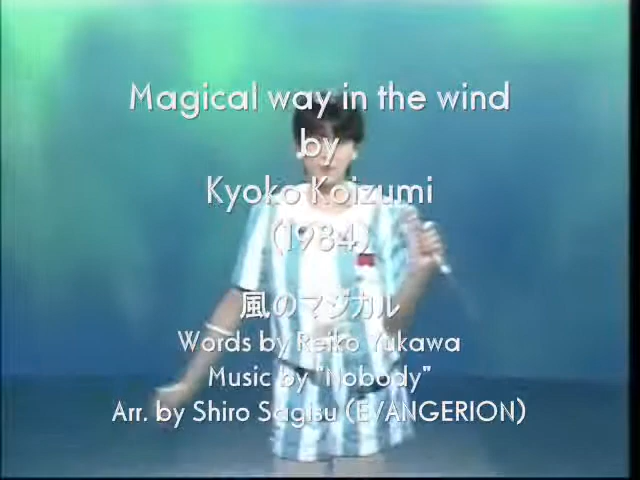 Magical way in the wind
by
Kyoko Koizumi
(1984)
風のマジカル
Words by Reiko Yukawa
Music by "Nobody"
Arr. by Shiro Sagisu (EVANGERION)